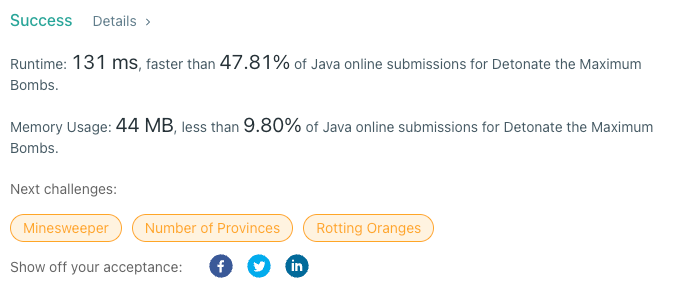 Success Details >
Runtime: 131 ms, faster than 47.81% of Java online submissions for Detonate the Maximum
Bombs.
Memory Usage: 44 MB, less than 9.80% of Java online submissions for Detonate the Maximum
Bombs.
Next challenges:
Minesweeper Number of Provinces Rotting Oranges
Show off your acceptance: f in